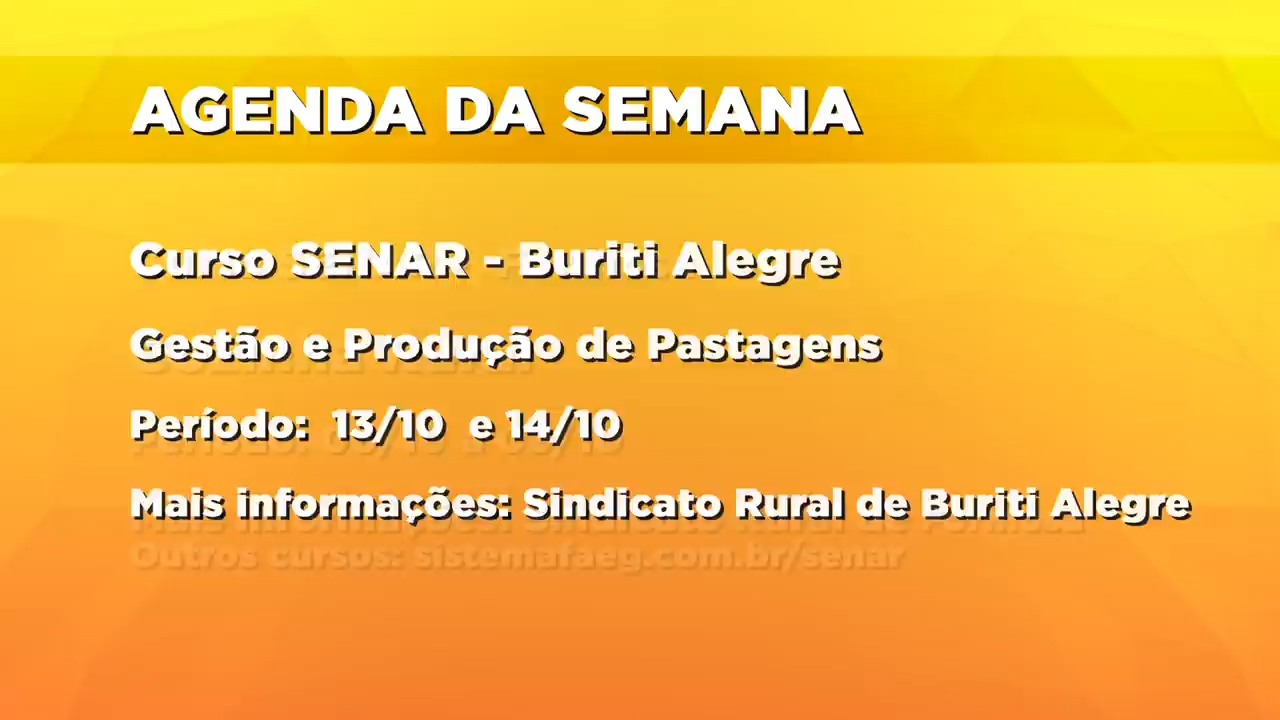 AGENDA DA SEMANA
Curso SENAR - Buriti Alegre
Gestão e Produção de Pastagens
Período: 13/10 e 14/10
Mais informações: Sindicato Rural de Buriti Alegre
Outros cursos: sistemafaeg.com.br/senar